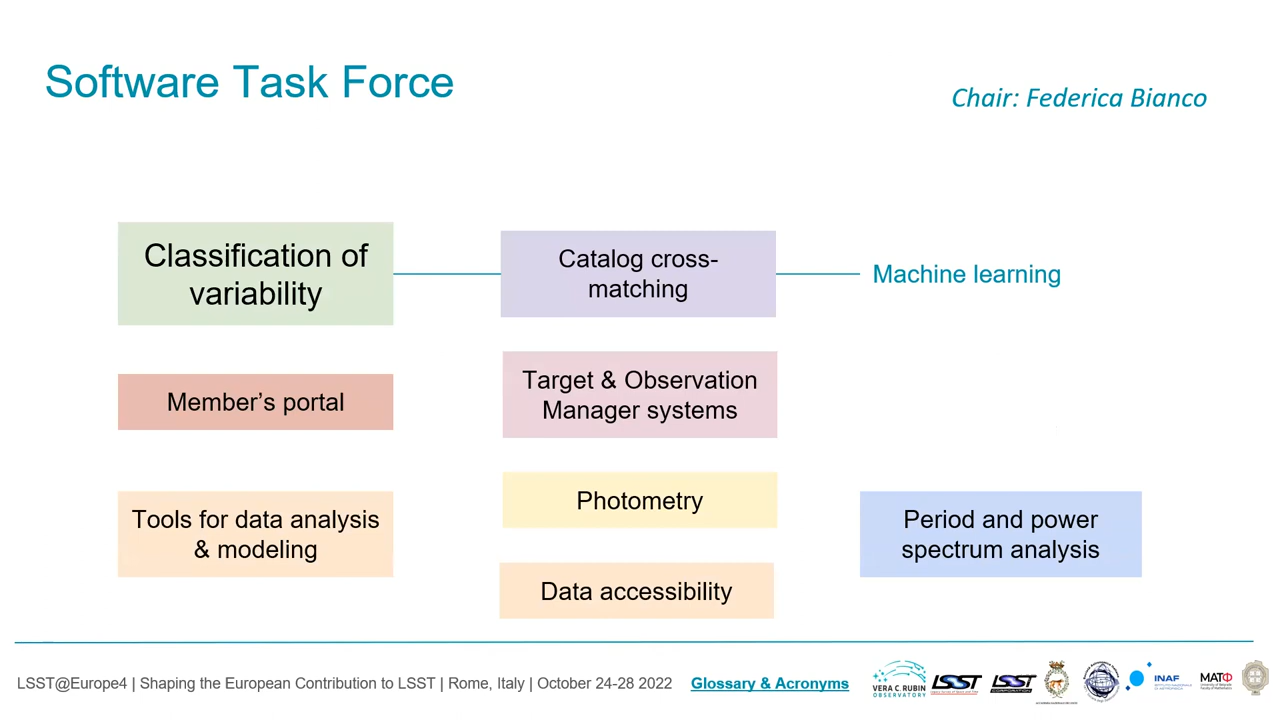 Software Task Force
Chair: Federica Bianco
Classification of
variability
Catalog cross-
matching
Machine learning
Member's portal
Target & Observation
Manager systems
Photometry
Tools for data analysis
& modeling
Period and power
spectrum analysis
Data accessibility
LSST@Europe4 | Shaping the European Contribution to LSST | Rome, Italy | October 24-28 2022
Glossary & Acronyms
VERA C. RUBIN
OBSERVATORY
LSST
LSST
CORPORATION
INAF
МАТФ